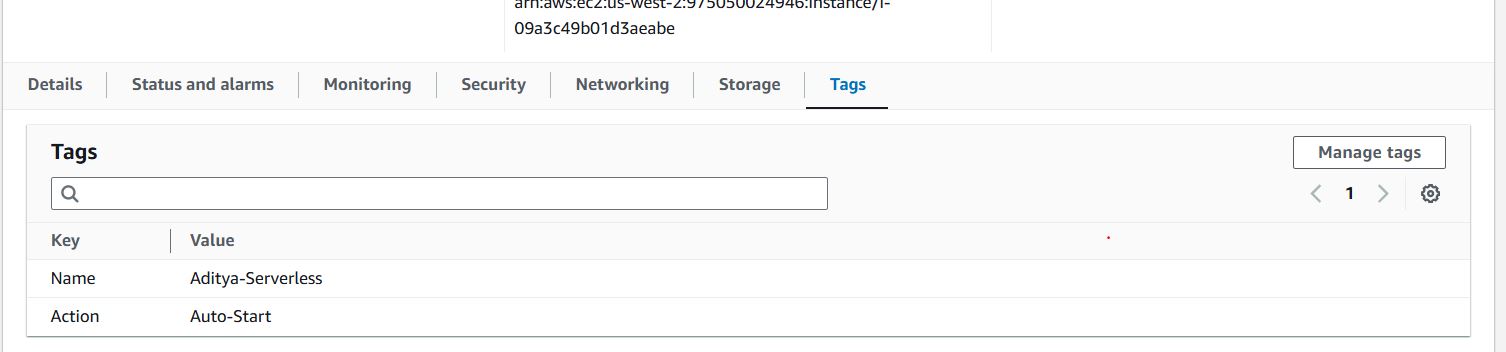 arn:aws:ec2:us-west-2:975050024946:instance/i-
09a3c49b01d3aeabe
Details Status and alarms Monitoring Security Networking Storage Tags
Tags
Manage tags
1
Key Value
Name Aditya-Serverless
Action Auto-Start